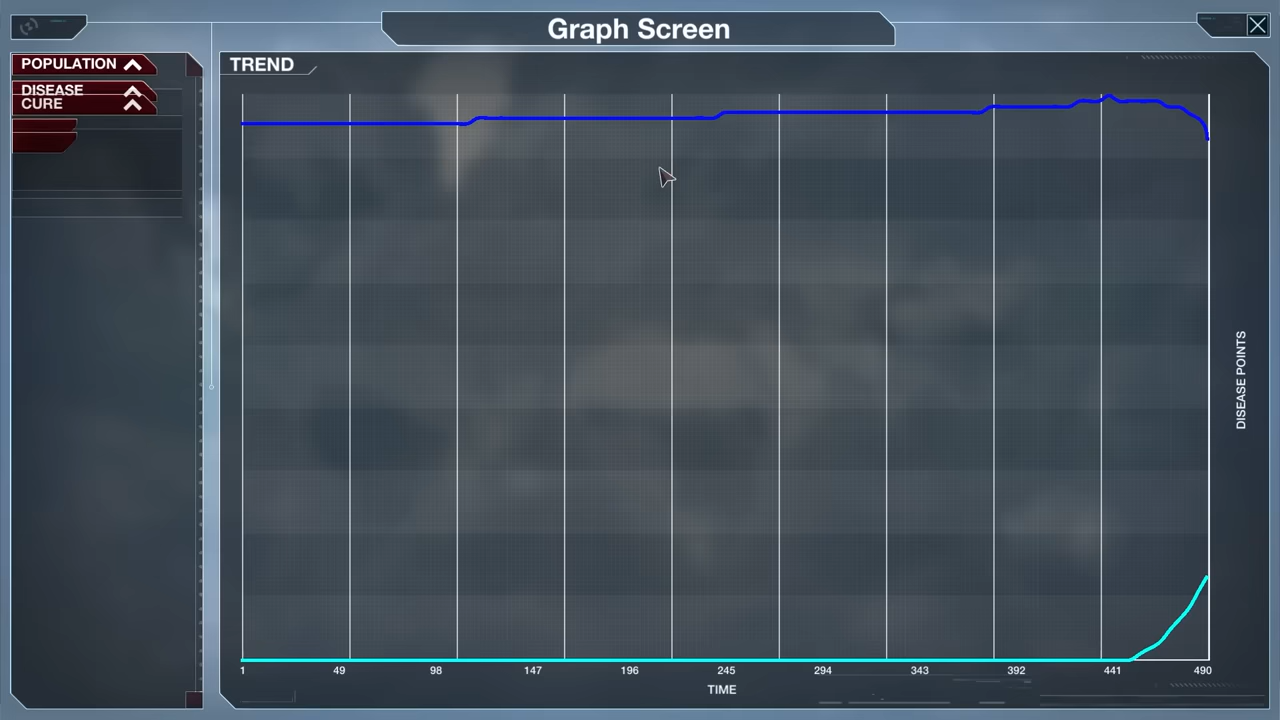 Graph Screen
POPULATION
DISEASE
CURE
TREND
DISEASE POINTS
1 49 98 147 196 245 294 343 392 441 490
TIME